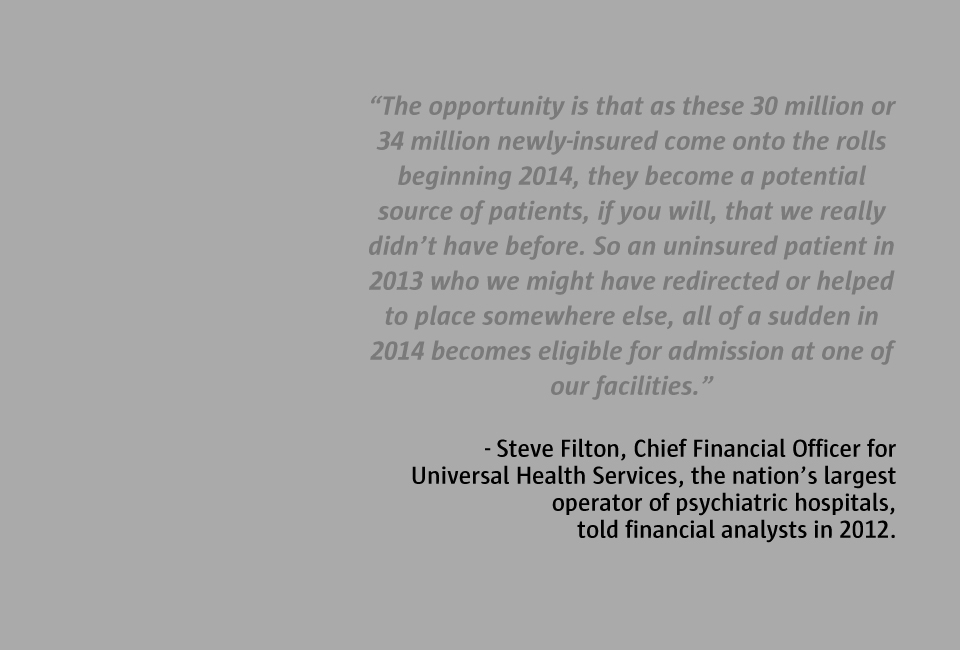 “The opportunity is that as these 30 million or
34 million newly-insured come onto the rolls
beginning 2014, they become a potential
source of patients, if you will, that we really
didn’t have before. So an uninsured patient in
2013 who we might have redirected or helped
to place somewhere else, all of a sudden in
2014 becomes eligible for admission at one of
our facilities.”
- Steve Filton, Chief Financial Officer for
Universal Health Services, the nation’s largest
operator of psychiatric hospitals,
told financial analysts in 2012.